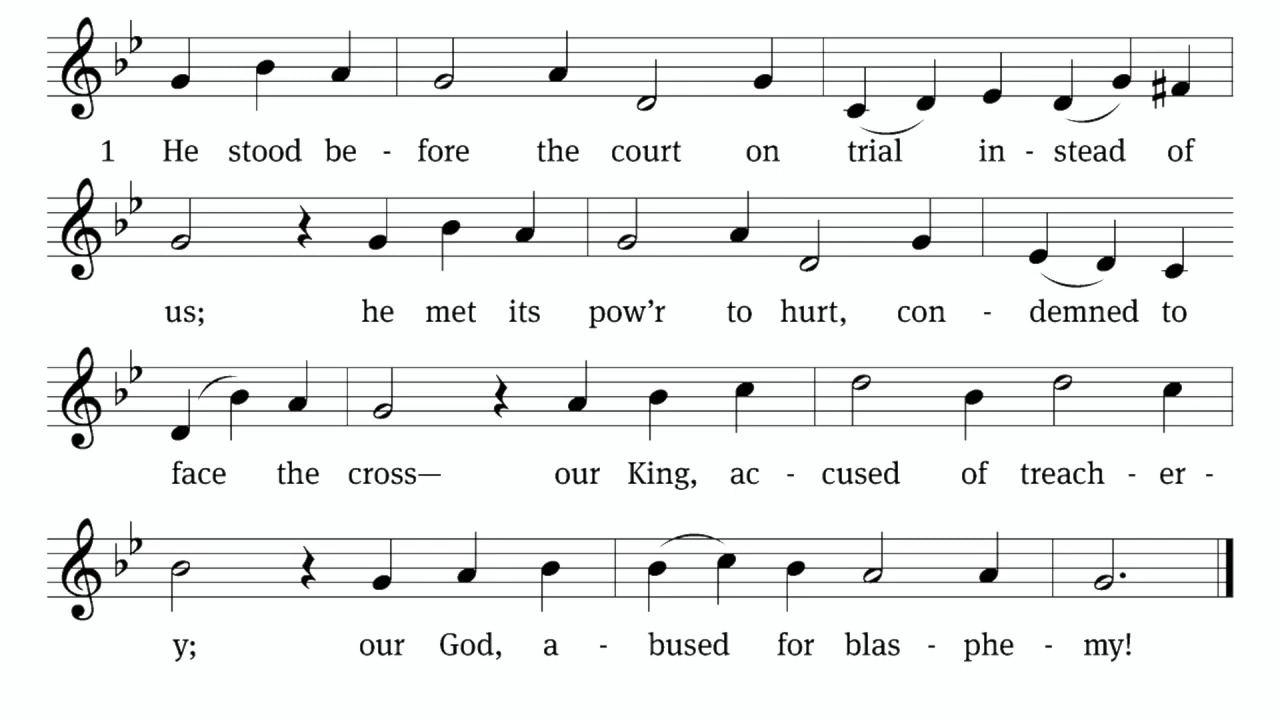 1 He stood be - fore the court on trial in - stead of
us; he met its pow’r to hurt, con - demned to
face the cross— our King, ac - cused of treach - er -
y; our God, a - bused for blas - phe - my!